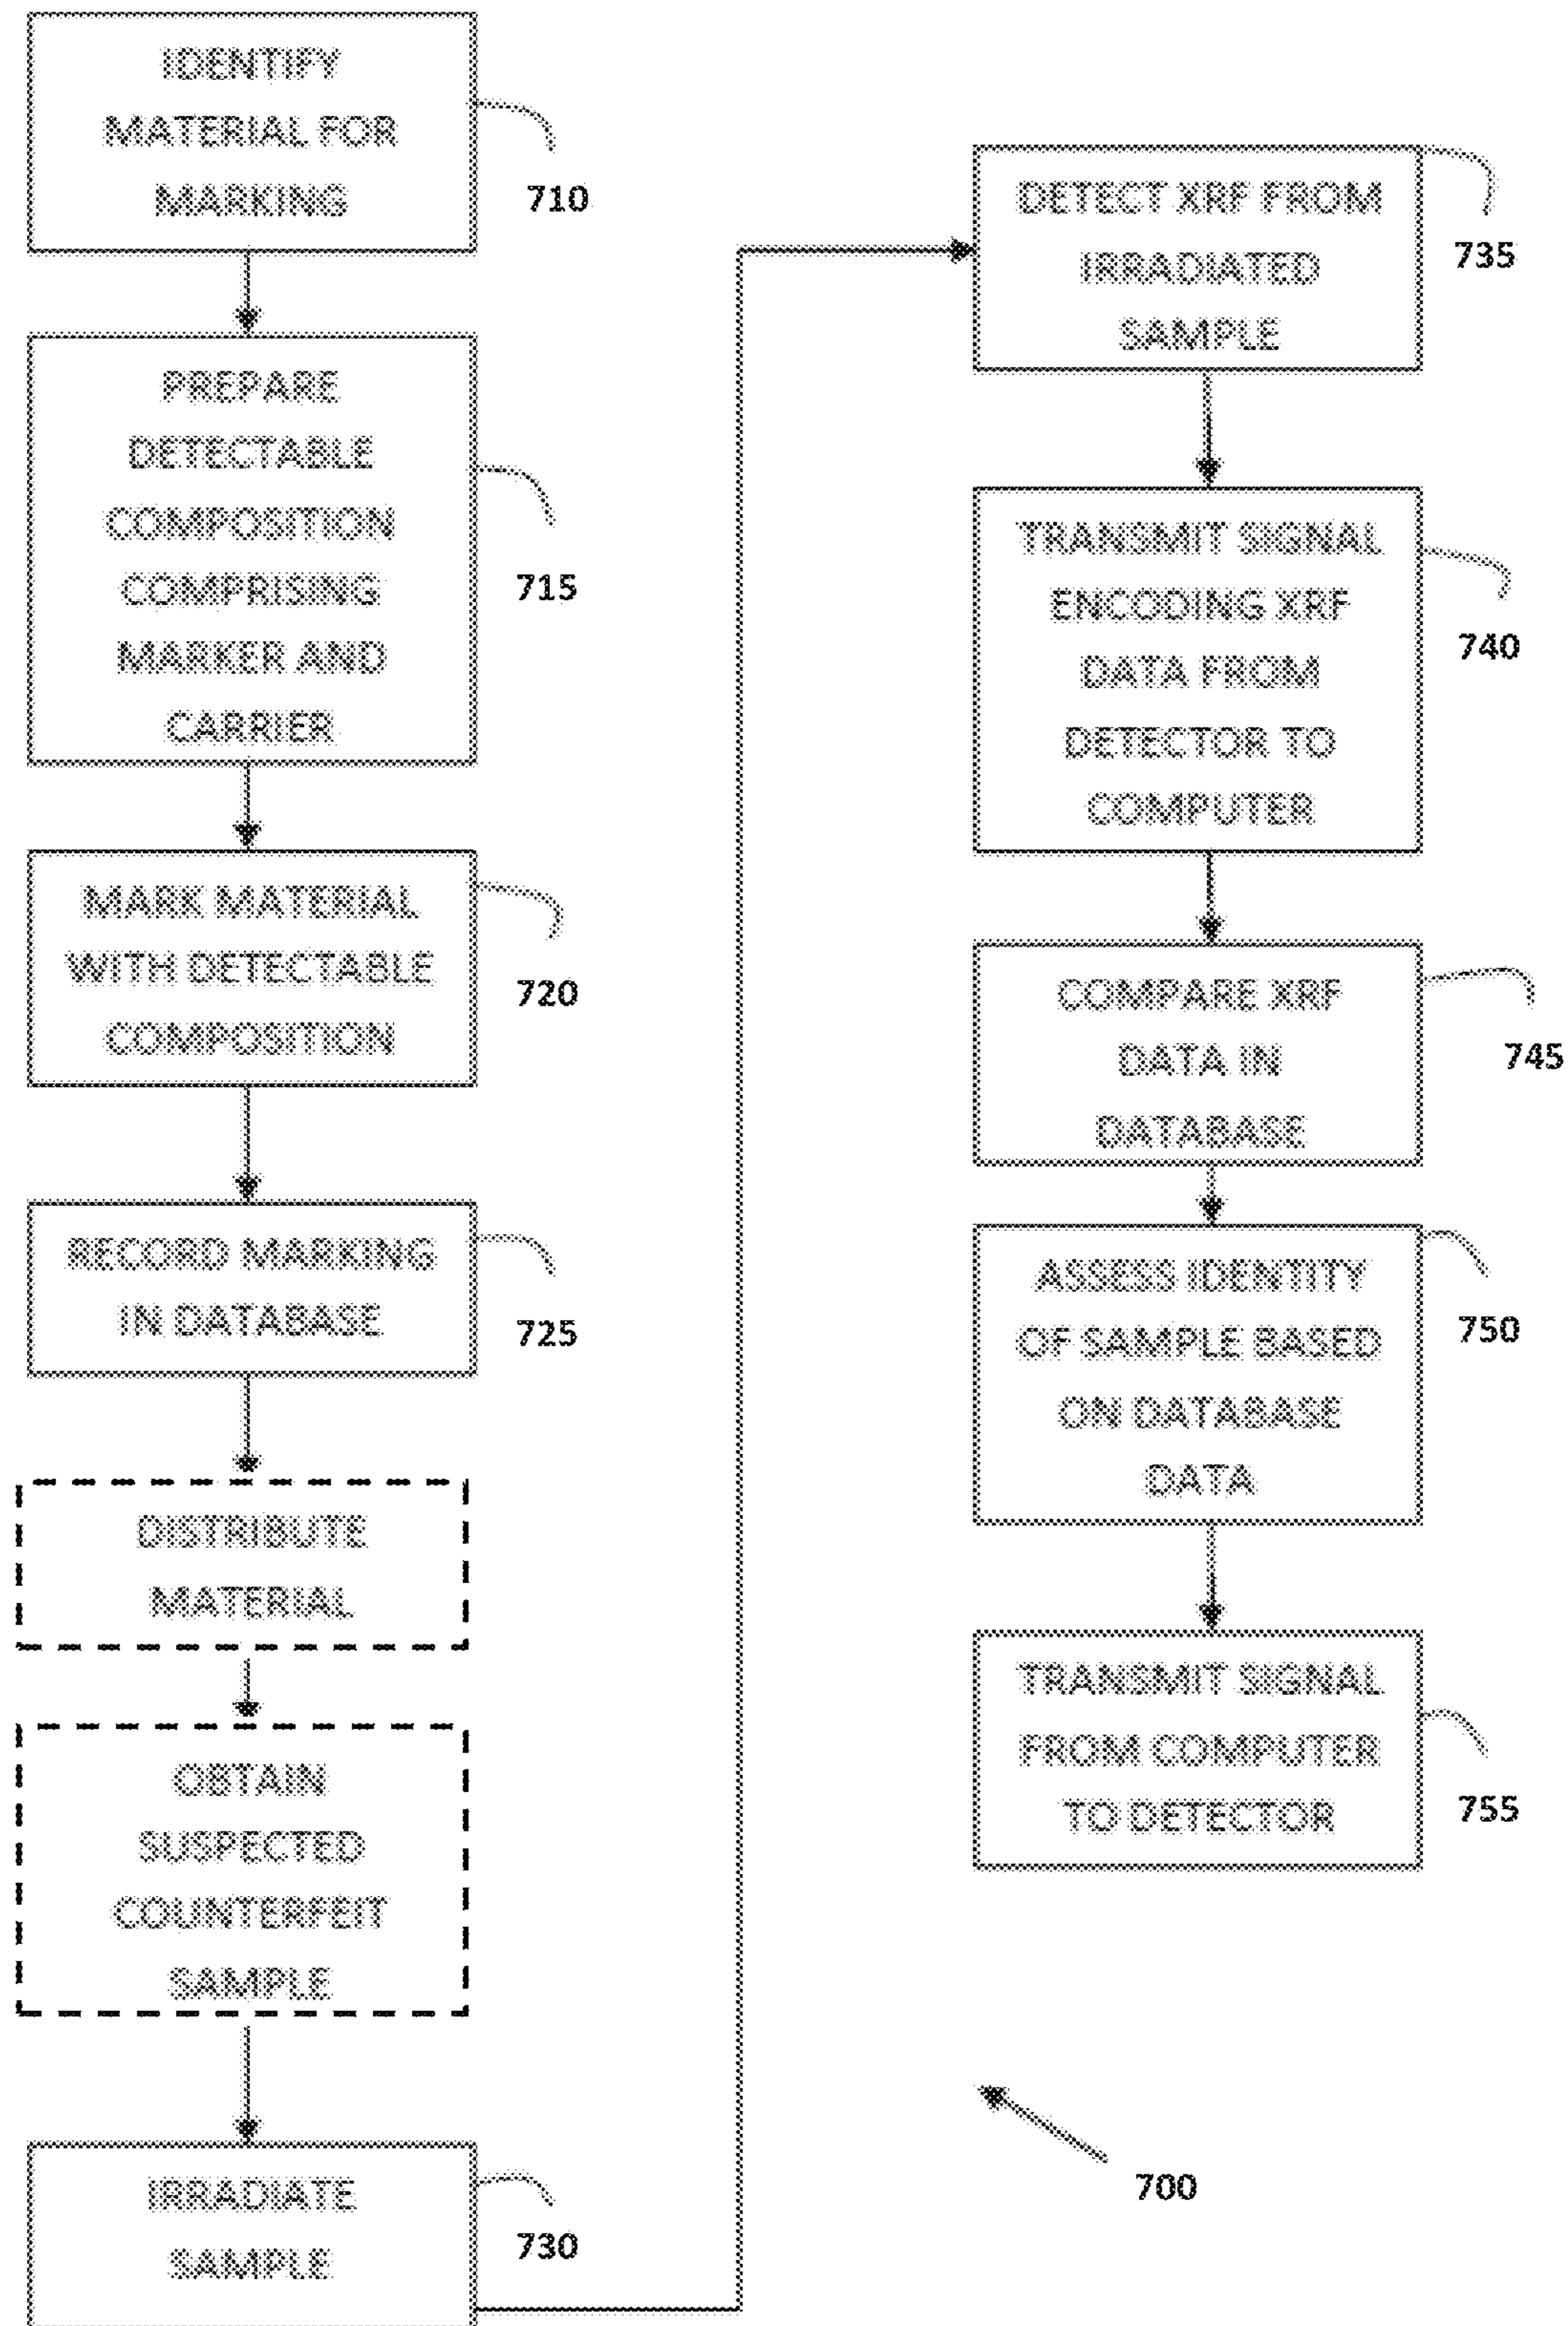 IDENTIFY
MATERIAL FOR
MARKING
710
PREPARE
DETECTABLE
COMPOSITION
COMPRISING
MARKER AND
CARRIER
715
MARK MATERIAL
WITH DETECTABLE
COMPOSITION
720
RECORD MARKING
IN DATABASE
725
DISTRIBUTE
MATERIAL
OBTAIN
SUSPECTED
COUNTERFEIT
SAMPLE
IRRADIATE
SAMPLE
730
DETECT XRF FROM
IRRADIATED
SAMPLE
735
TRANSMIT SIGNAL
ENCODING XRF
DATA FROM
DETECTOR TO
COMPUTER
740
COMPARE XRF
DATA IN
DATABASE
745
ASSESS IDENTITY
OF SAMPLE BASED
ON DATABASE
DATA
750
TRANSMIT SIGNAL
FROM COMPUTER
TO DETECTOR
755
700